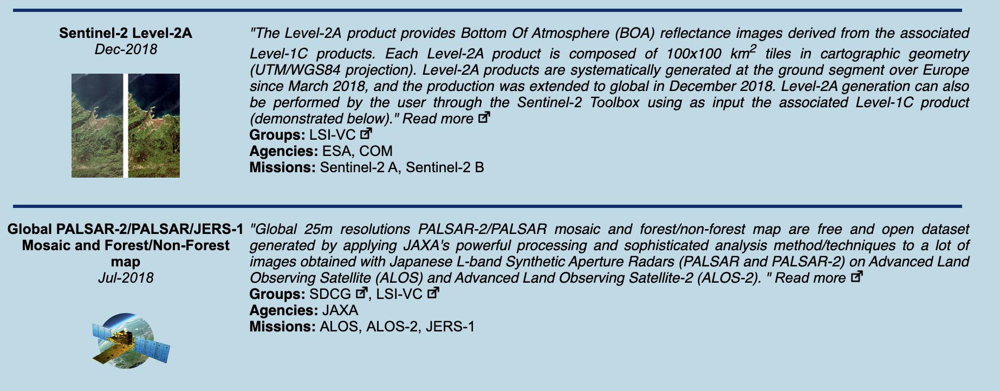 Sentinel-2 Level-2A
Dec-2018
"The Level-2A product provides Bottom Of Atmosphere (BOA) reflectance images derived from the associated
Level-1C products. Each Level-2A product is composed of 100x100 km2 tiles in cartographic geometry
(UTM/WGS84 projection). Level-2A products are systematically generated at the ground segment over Europe
since March 2018, and the production was extended to global in December 2018. Level-2A generation can also
be performed by the user through the Sentinel-2 Toolbox using as input the associated Level-1C product
(demonstrated below)." Read more
Groups: LSI-VC
Agencies: ESA, COM
Missions: Sentinel-2 A, Sentinel-2 B
Global PALSAR-2/PALSAR/JERS-1
Mosaic and Forest/Non-Forest
map
Jul-2018
"Global 25m resolutions PALSAR-2/PALSAR mosaic and forest/non-forest map are free and open dataset
generated by applying JAXA's powerful processing and sophisticated analysis method/techniques to a lot of
images obtained with Japanese L-band Synthetic Aperture Radars (PALSAR and PALSAR-2) on Advanced Land
Observing Satellite (ALOS) and Advanced Land Observing Satellite-2 (ALOS-2). " Read more
Groups: SDCG , LSI-VC
Agencies: JAXA
Missions: ALOS, ALOS-2, JERS-1